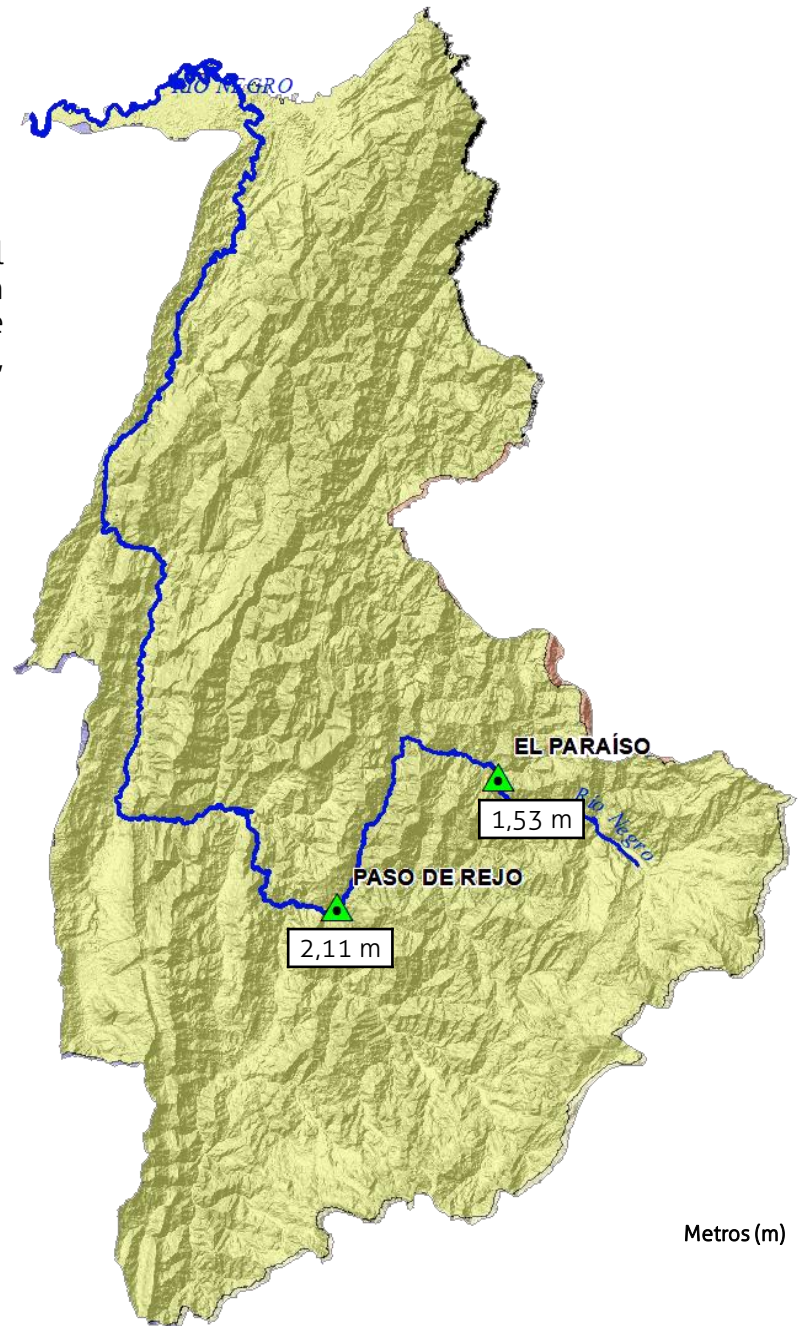 RÍO NEGRO
EL PARAÍSO
1,53 m
Río Negro
PASO DE REJO
2,11 m
Metros (m)